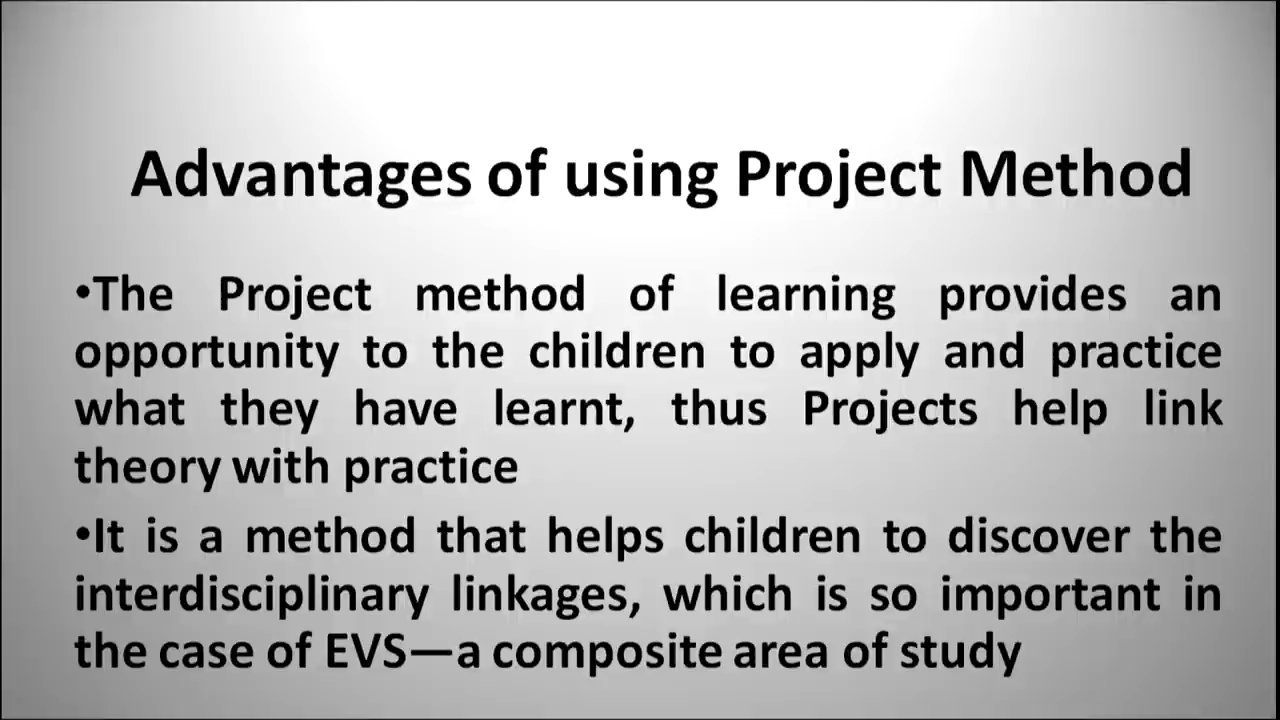 Advantages of using Project Method
•The Project method of learning provides an
opportunity to the children to apply and practice
what they have learnt, thus Projects help link
theory with practice
•It is a method that helps children to discover the
interdisciplinary linkages, which is so important in
the case of EVS—a composite area of study